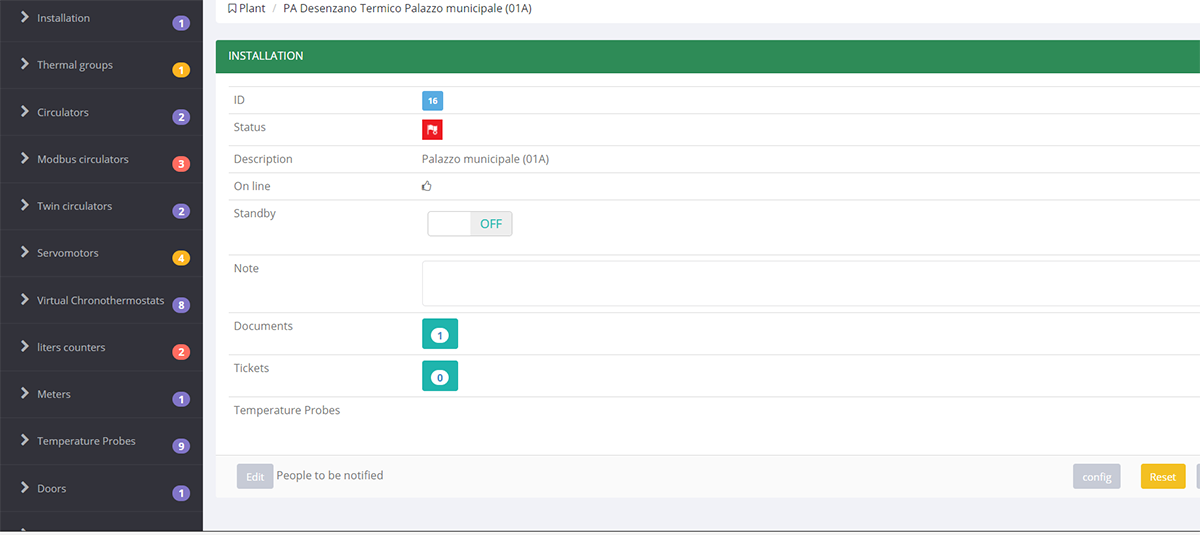 Installation 1
Thermal groups 1
Circulators 2
Modbus circulators 3
Twin circulators 2
Servomotors 4
Virtual Chronothermostats 8
liters counters 2
Meters 1
Temperature Probes 9
Doors 1
Plant / PA Desenzano Termico Palazzo municipale (01A)
INSTALLATION
ID 16
Status
Description Palazzo municipale (01A)
On line
Standby OFF
Note
Documents 1
Tickets 0
Temperature Probes
Edit People to be notified config Reset